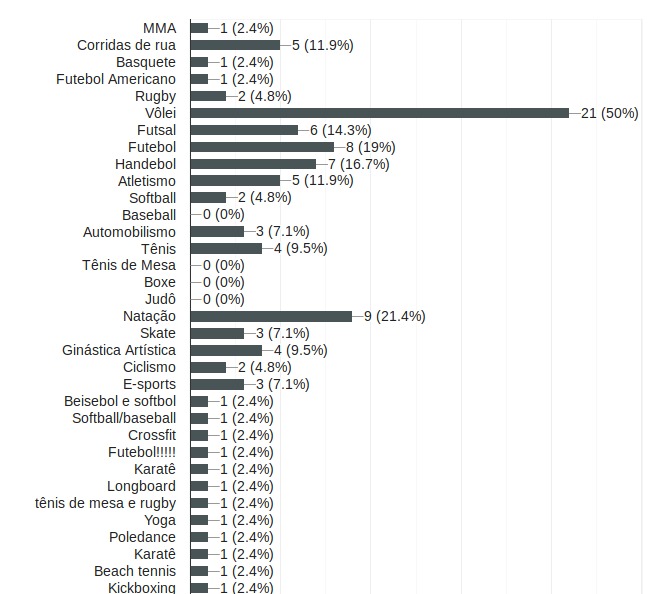 MMA 1 (2.4%)
Corridas de rua 5 (11.9%)
Basquete 1 (2.4%)
Futebol Americano 1 (2.4%)
Rugby 2 (4.8%)
Vôlei 21 (50%)
Futsal 6 (14.3%)
Futebol 8 (19%)
Handebol 7 (16.7%)
Atletismo 5 (11.9%)
Softball 2 (4.8%)
Baseball 0 (0%)
Automobilismo 3 (7.1%)
Tênis 4 (9.5%)
Tênis de Mesa 0 (0%)
Boxe 0 (0%)
Judô 0 (0%)
Natação 9 (21.4%)
Skate 3 (7.1%)
Ginástica Artística 4 (9.5%)
Ciclismo 2 (4.8%)
E-sports 3 (7.1%)
Beisebol e softbol 1 (2.4%)
Softball/baseball 1 (2.4%)
Crossfit 1 (2.4%)
Futebol!!!!! 1 (2.4%)
Karatê 1 (2.4%)
Longboard 1 (2.4%)
tênis de mesa e rugby 1 (2.4%)
Yoga 1 (2.4%)
Poledance 1 (2.4%)
Karatê 1 (2.4%)
Beach tennis 1 (2.4%)
Kickboxing 1 (2.4%)